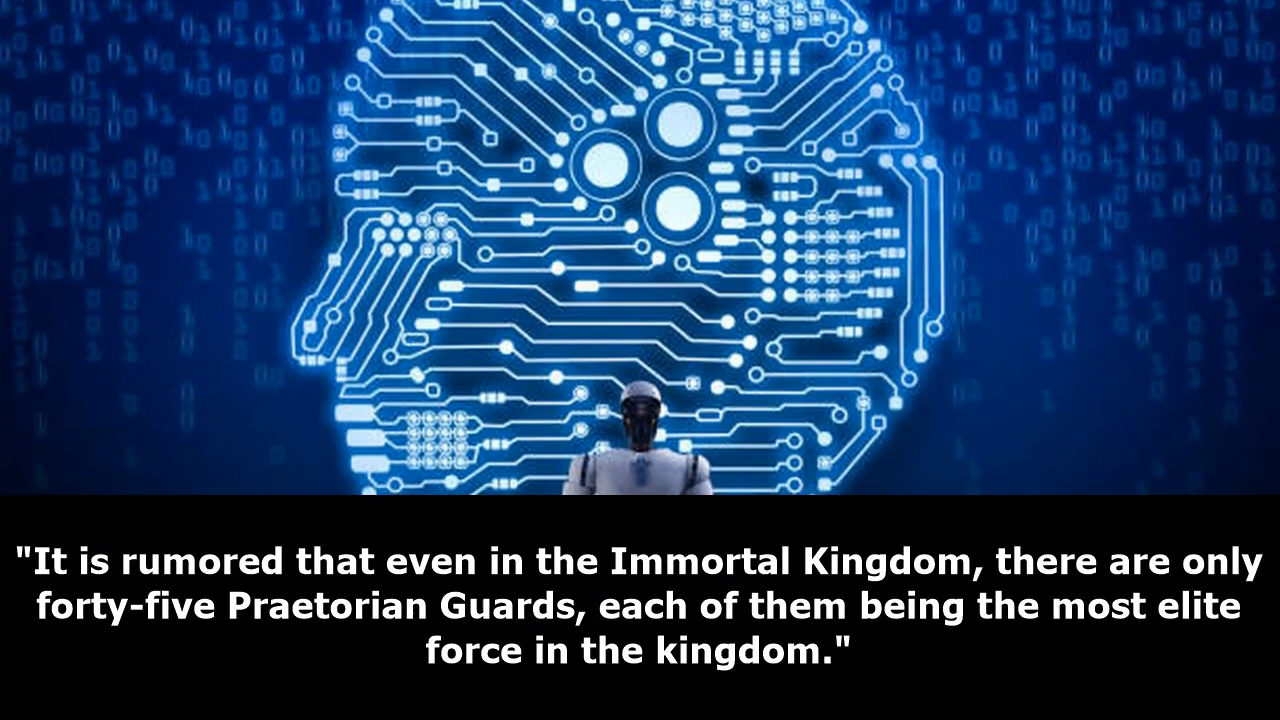 "It is rumored that even in the Immortal Kingdom, there are only
forty-five Praetorian Guards, each of them being the most elite
force in the kingdom."